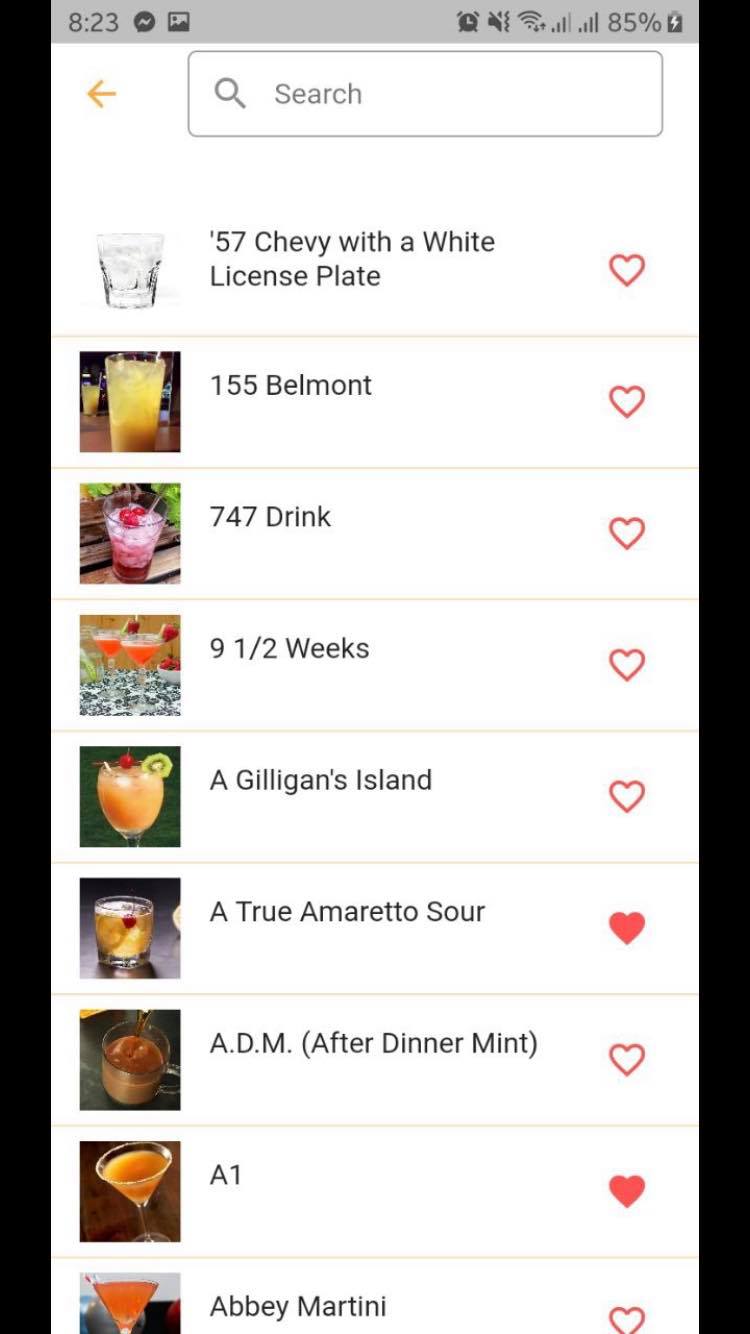 8:23
85%
Search
'57 Chevy with a White
License Plate
155 Belmont
747 Drink
9 1/2 Weeks
A Gilligan's Island
A True Amaretto Sour
A.D.M. (After Dinner Mint)
A1
Abbey Martini